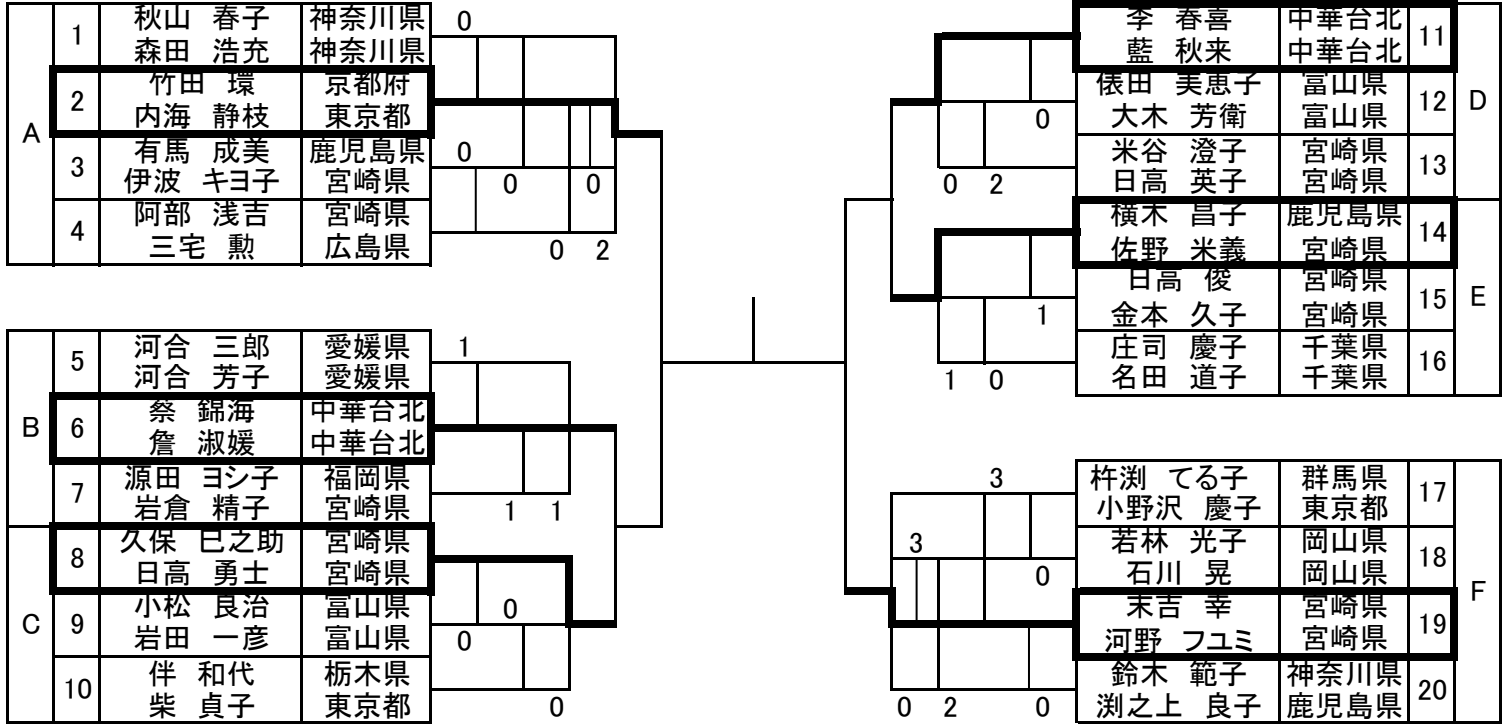 A
1
秋山 春子 神奈川県
森田 浩充 神奈川県
0
2
竹田 環 京都府
内海 静枝 東京都
3
有馬 成美 鹿児島県
伊波 キヨ子 宮崎県
0
0 0
4
阿部 浅吉 宮崎県
三宅 勲 広島県
0 2
B
5
河合 三郎 愛媛県
河合 芳子 愛媛県
1
6
蔡 錦海 中華台北
詹 淑媛 中華台北
7
源田 ヨシ子 福岡県
岩倉 精子 宮崎県
1 1
C
8
久保 巳之助 宮崎県
日高 勇士 宮崎県
9
小松 良治 富山県
岩田 一彦 富山県
0
0
10
伴 和代 栃木県
柴 貞子 東京都
0
D
李 春喜 中華台北
藍 秋来 中華台北
11
俵田 美恵子 富山県
大木 芳衛 富山県
12
0
米谷 澄子 宮崎県
日高 英子 宮崎県
13
0 2
E
横木 昌子 鹿児島県
佐野 米義 宮崎県
14
日高 俊 宮崎県
金本 久子 宮崎県
15
1
庄司 慶子 千葉県
名田 道子 千葉県
16
1 0
F
3
杵渕 てる子 群馬県
小野沢 慶子 東京都
17
3
若林 光子 岡山県
石川 晃 岡山県
18
0
末吉 幸 宮崎県
河野 フユミ 宮崎県
19
鈴木 範子 神奈川県
渕之上 良子 鹿児島県
20
0 2 0